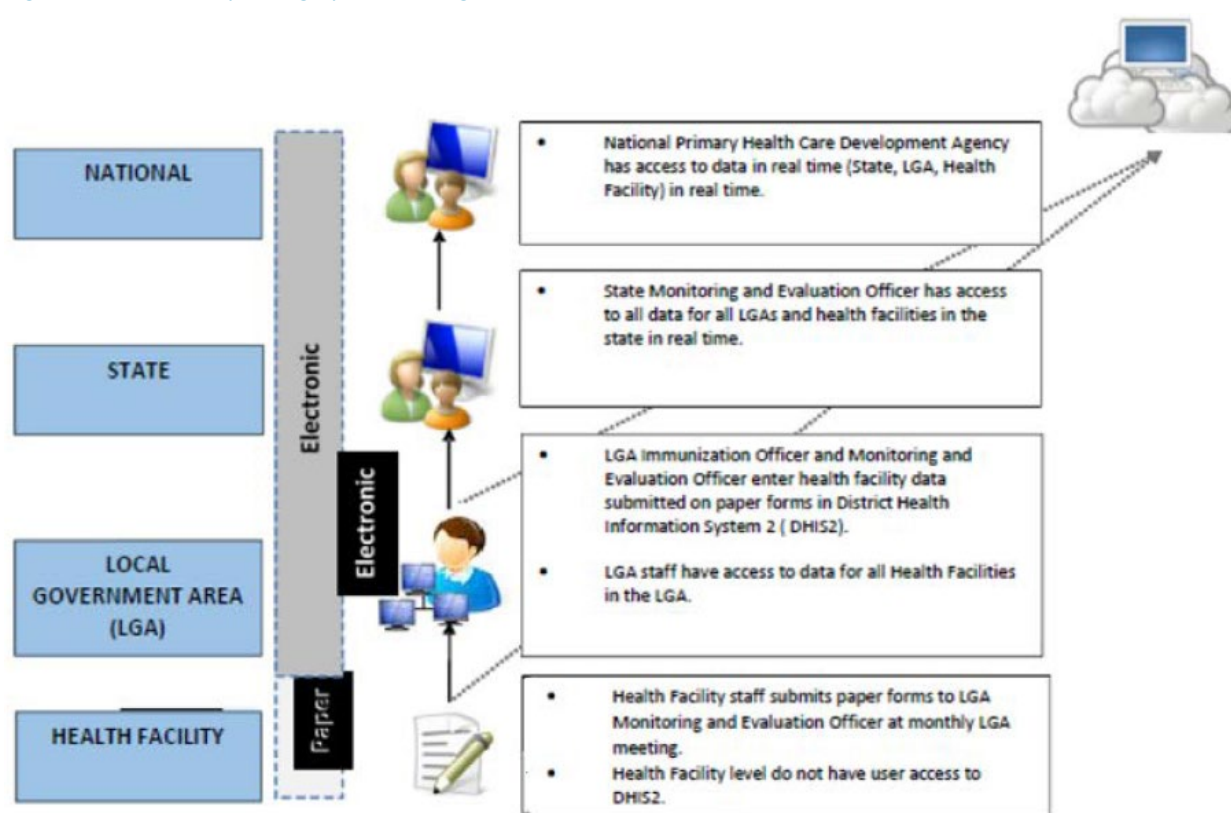 NATIONAL
• National Primary Health Care Development Agency
has access to data in real time (State, LGA, Health
Facility) in real time.
STATE
• State Monitoring and Evaluation Officer has access
to all data for all LGAs and health facilities in the
state in real time.
Electronic
Electronic
LOCAL
GOVERNMENT AREA
(LGA)
• LGA Immunization Officer and Monitoring and
Evaluation Officer enter health facility data
submitted on paper forms in District Health
Information System 2 ( DHIS2).
• LGA staff have access to data for all Health Facilities
in the LGA.
Paper
HEALTH FACILITY
• Health Facility staff submits paper forms to LGA
Monitoring and Evaluation Officer at monthly LGA
meeting.
• Health Facility level do not have user access to
DHIS2.